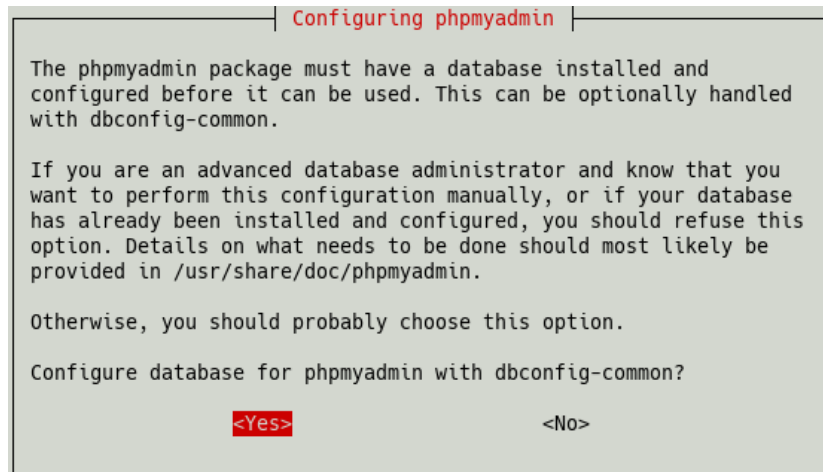 Configuring phpmyadmin
The phpmyadmin package must have a database installed and
configured before it can be used. This can be optionally handled
with dbconfig-common.
If you are an advanced database administrator and know that you
want to perform this configuration manually, or if your database
has already been installed and configured, you should refuse this
option. Details on what needs to be done should most likely be
provided in /usr/share/doc/phpmyadmin.
Otherwise, you should probably choose this option.
Configure database for phpmyadmin with dbconfig-common?
<Yes> <No>